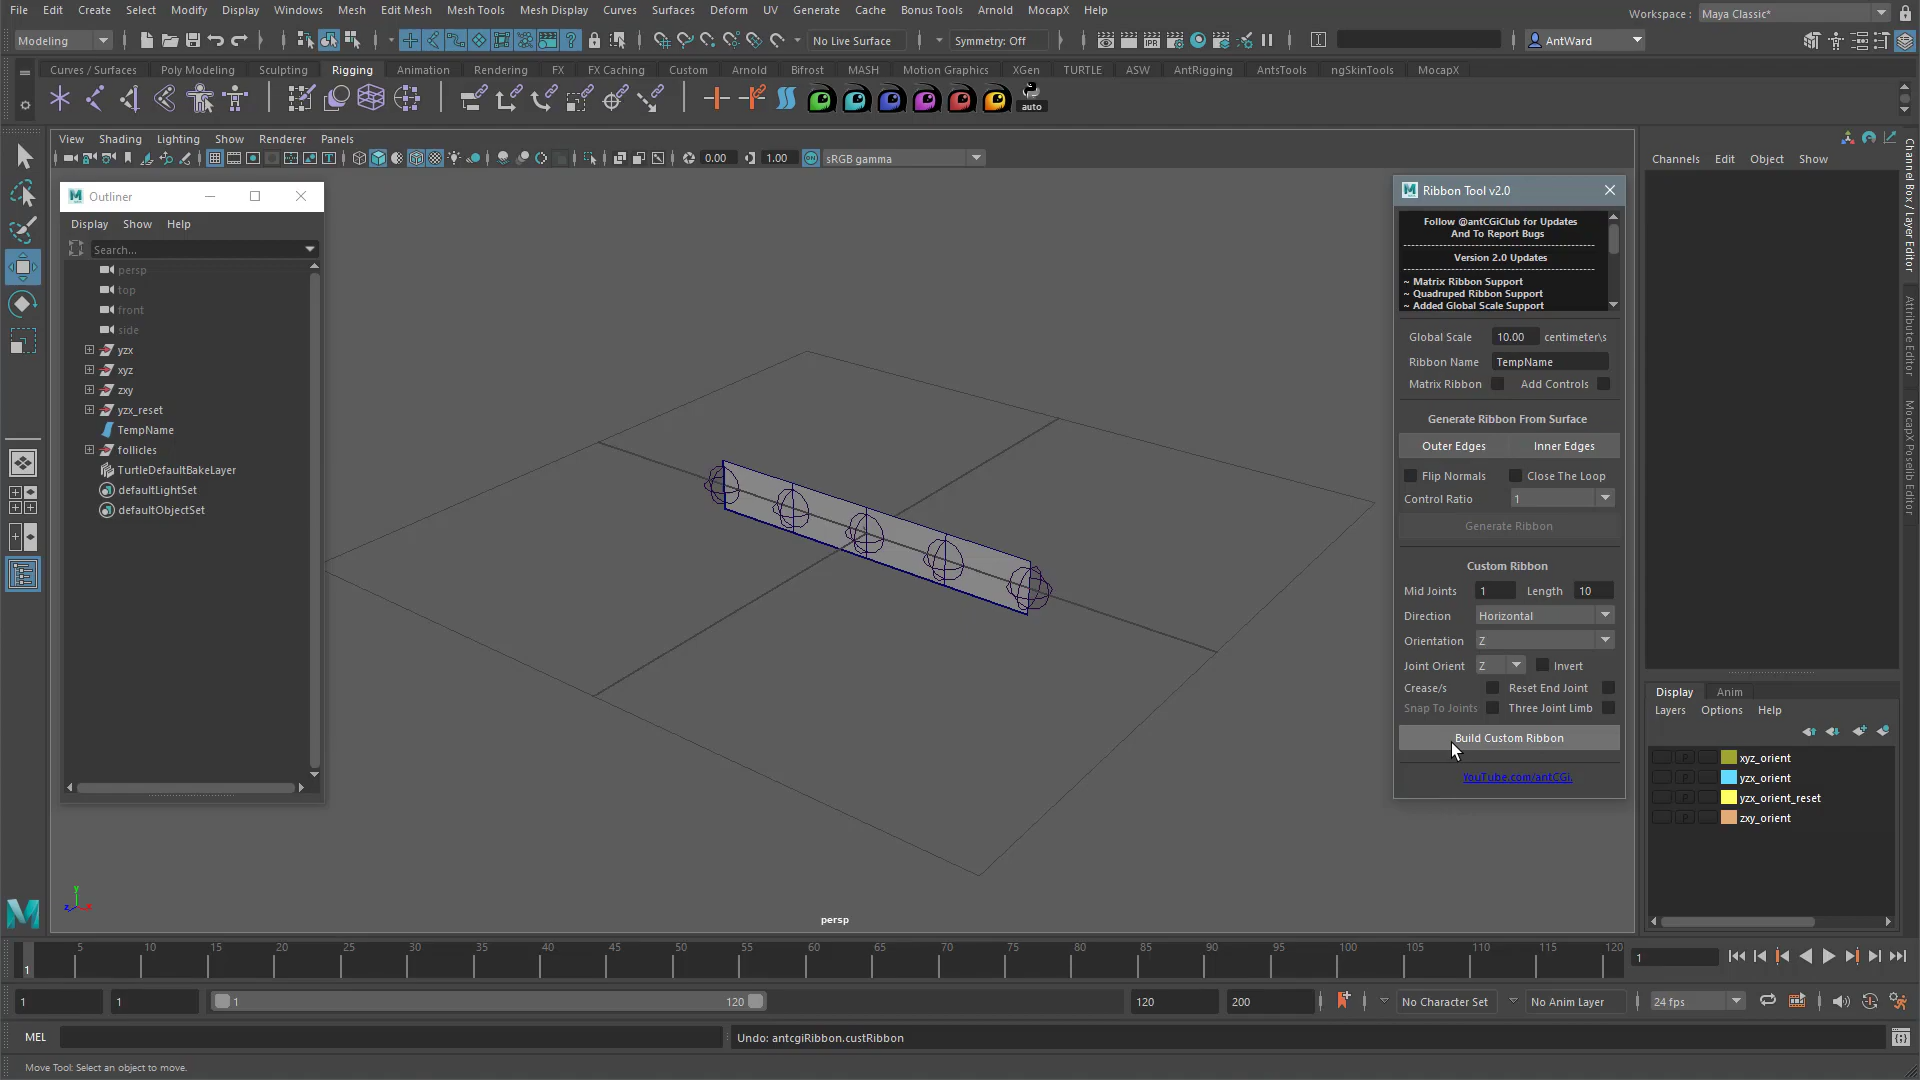 File Edit Create Select Modify Display Windows Mesh Edit Mesh Mesh Tools Mesh Display Curves Surfaces Deform UV Generate Cache Bonus Tools Arnold MocapX Help
Workspace : Maya Classic*
Modeling
No Live Surface
Symmetry: Off
AntWard
Curves / Surfaces Poly Modeling Sculpting Rigging Animation Rendering FX FX Caching Custom Arnold Bifrost MASH Motion Graphics XGen TURTLE ASW AntRigging AntsTools ngSkinTools MocapX
IPR
auto
View Shading Lighting Show Renderer Panels
0.00
1.00
ON
sRGB gamma
Outliner
Display Show Help
Search...
persp
top
front
side
yzx
xyz
zxy
yzx_reset
TempName
follicles
TurtleDefaultBakeLayer
defaultLightSet
defaultObjectSet
y
z
x
persp
Ribbon Tool v2.0
Follow @antCGiClub for Updates
And To Report Bugs
Version 2.0 Updates
~ Matrix Ribbon Support
~ Quadruped Ribbon Support
~ Added Global Scale Support
Global Scale 10.00 centimeter\s
Ribbon Name TempName
Matrix Ribbon Add Controls
Generate Ribbon From Surface
Outer Edges Inner Edges
Flip Normals Close The Loop
Control Ratio 1
Generate Ribbon
Custom Ribbon
Mid Joints 1 Length 10
Direction Horizontal
Orientation Z
Joint Orient Z Invert
Crease/s Reset End Joint
Snap To Joints Three Joint Limb
Build Custom Ribbon
YouTube.com/antCGi.
Channels Edit Object Show
Channel Box / Layer Editor
Attribute Editor
MocapX Poselib Editor
Display Anim
Layers Options Help
P xyz_orient
P yzx_orient
P yzx_orient_reset
P zxy_orient
1 5 10 15 20 25 30 35 40 45 50 55 60 65 70 75 80 85 90 95 100 105 110 115 120
1
1 1 1 120 120 200
No Character Set
No Anim Layer
24 fps
MEL
Undo: antcgiRibbon.custRibbon
Move Tool: Select an object to move.